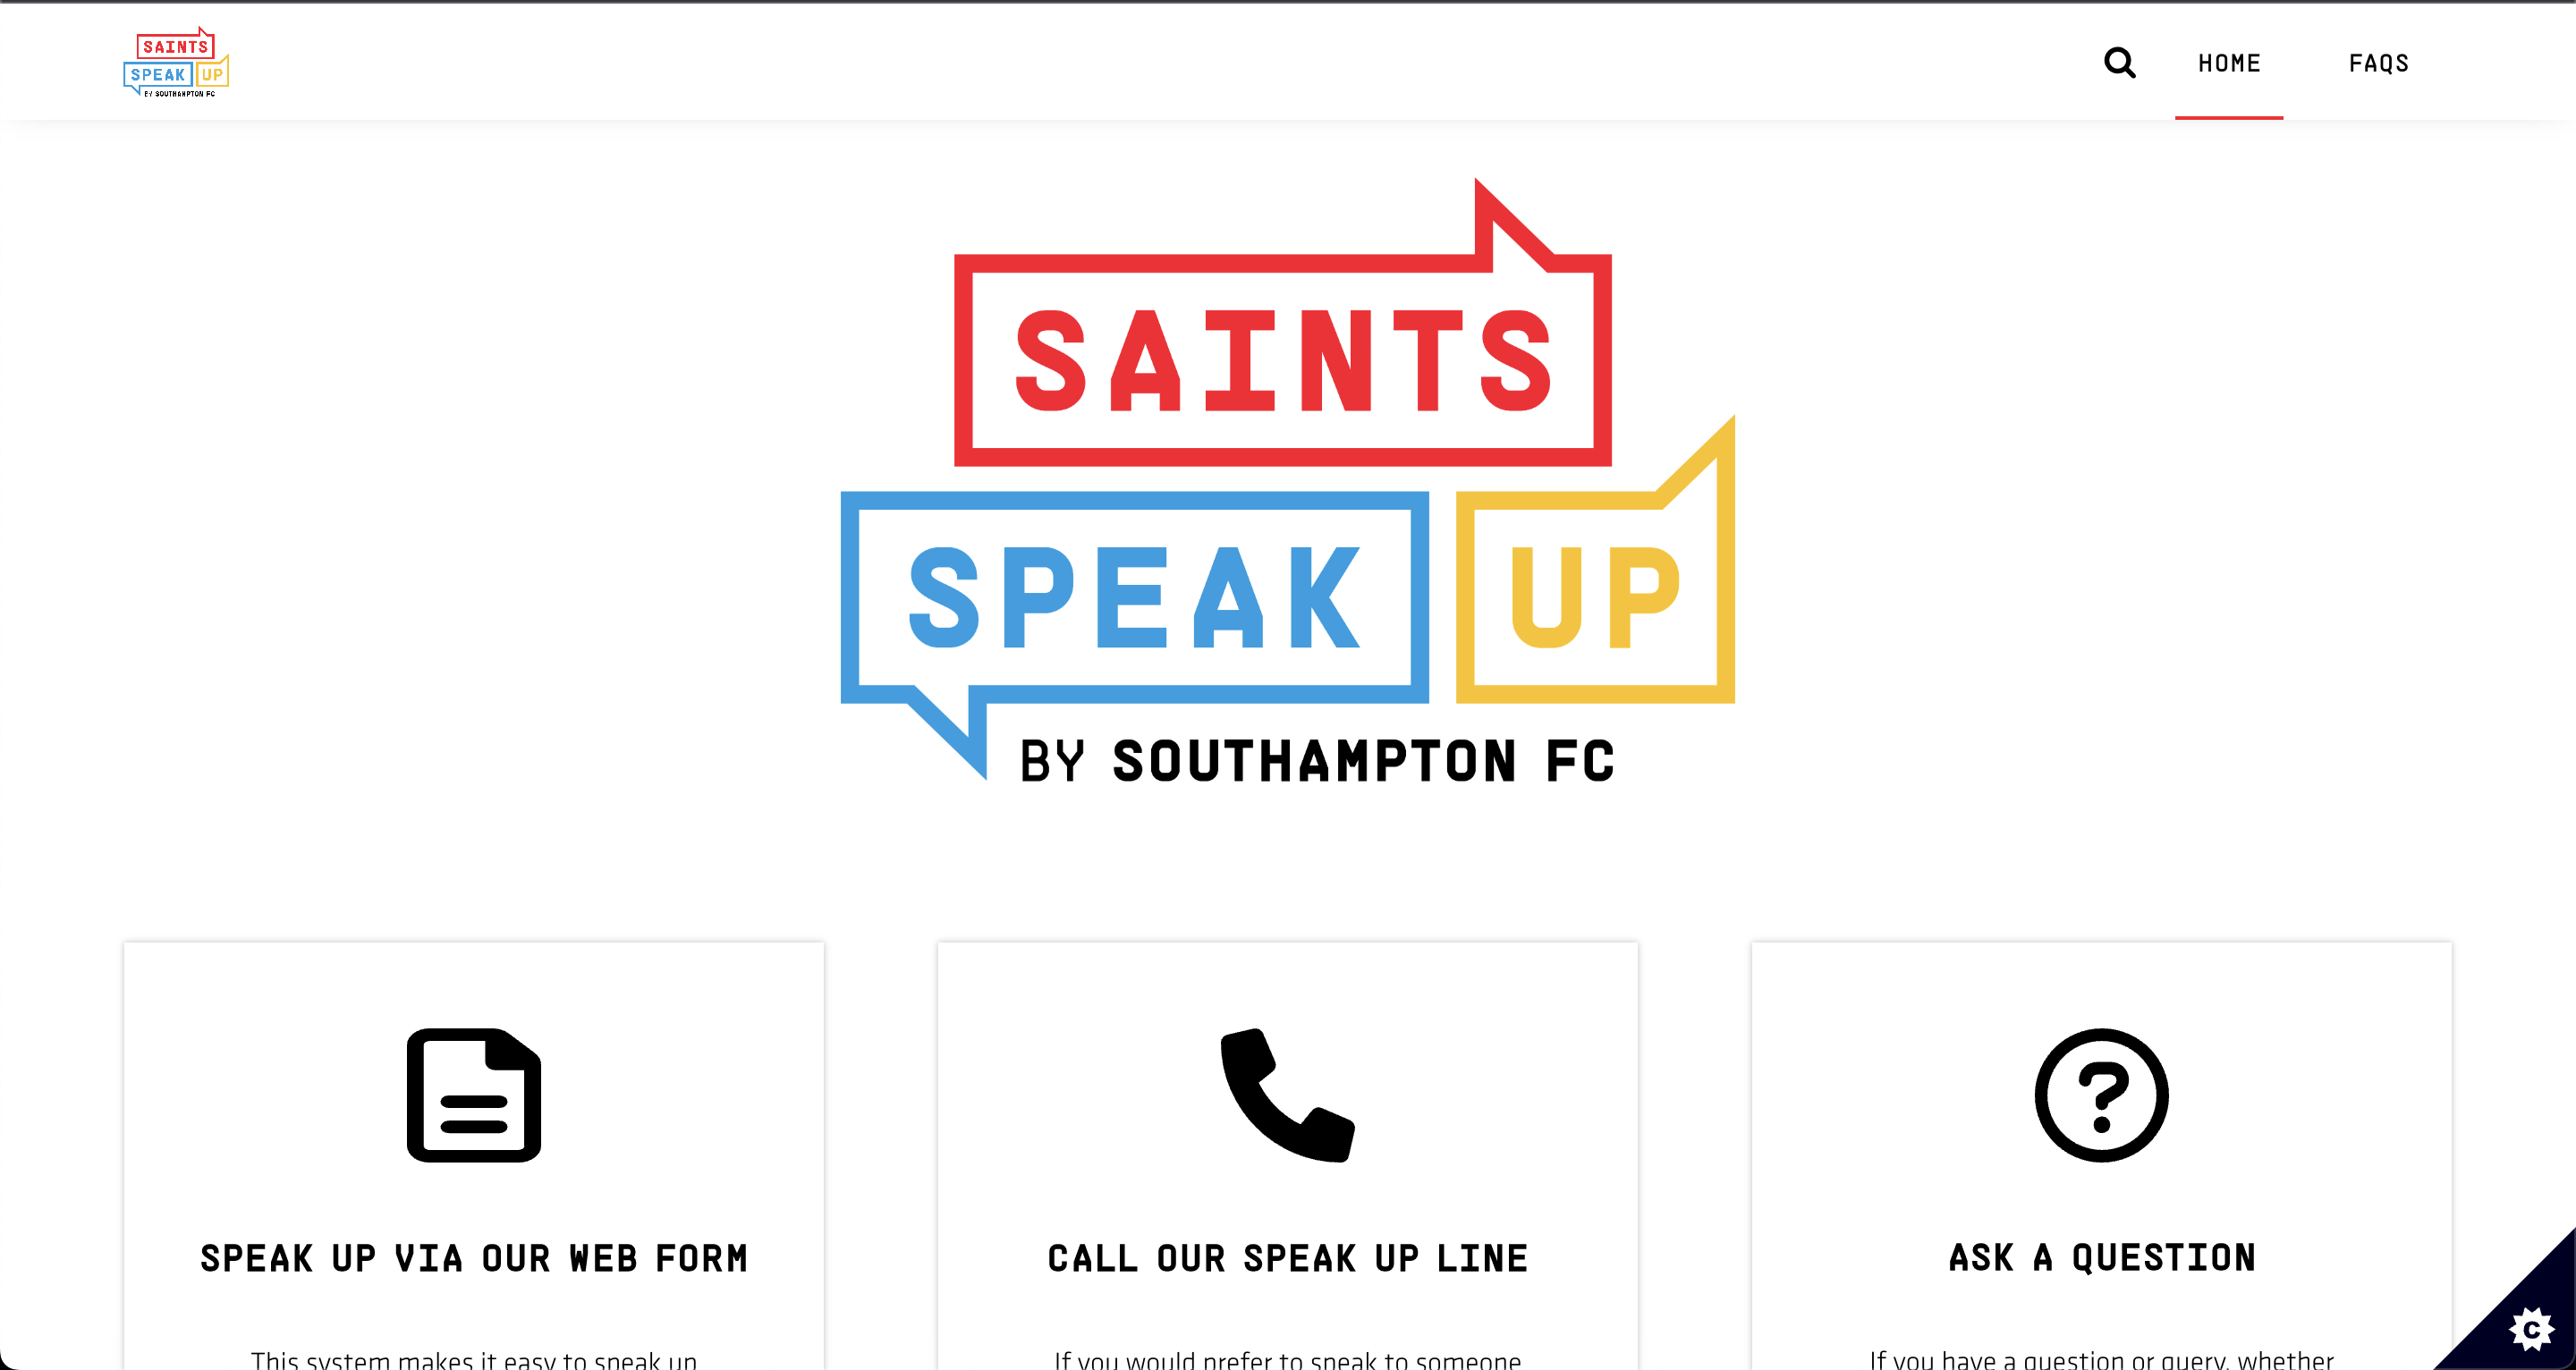 SAINTS
SPEAK UP
BY SOUTHAMPTON FC
HOME
FAQS
SAINTS
SPEAK UP
BY SOUTHAMPTON FC
SPEAK UP VIA OUR WEB FORM
CALL OUR SPEAK UP LINE
ASK A QUESTION
This system makes it easy to speak up
If you would prefer to speak to someone
If you have a question or query, whether
C